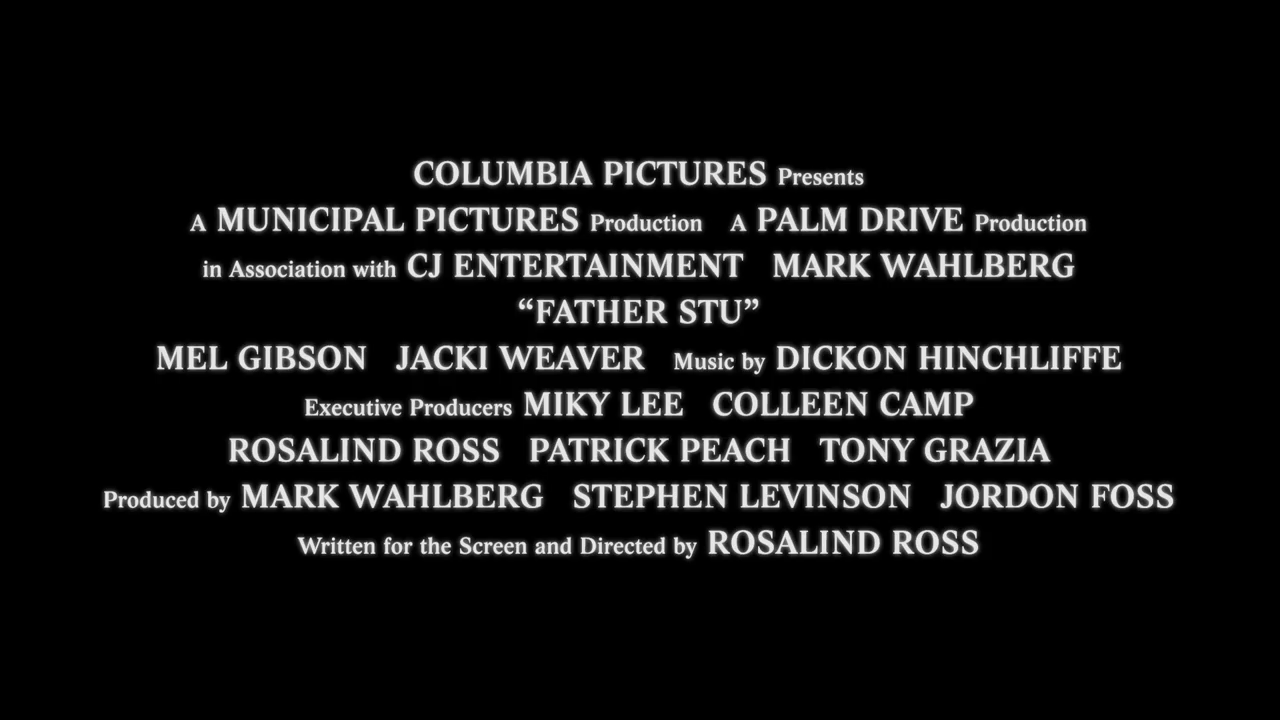 COLUMBIA PICTURES Presents
A MUNICIPAL PICTURES Production A PALM DRIVE Production
in Association with CJ ENTERTAINMENT MARK WAHLBERG
“FATHER STU”
MEL GIBSON JACKI WEAVER Music by DICKON HINCHLIFFE
Executive Producers MIKY LEE COLLEEN CAMP
ROSALIND ROSS PATRICK PEACH TONY GRAZIA
Produced by MARK WAHLBERG STEPHEN LEVINSON JORDON FOSS
Written for the Screen and Directed by ROSALIND ROSS